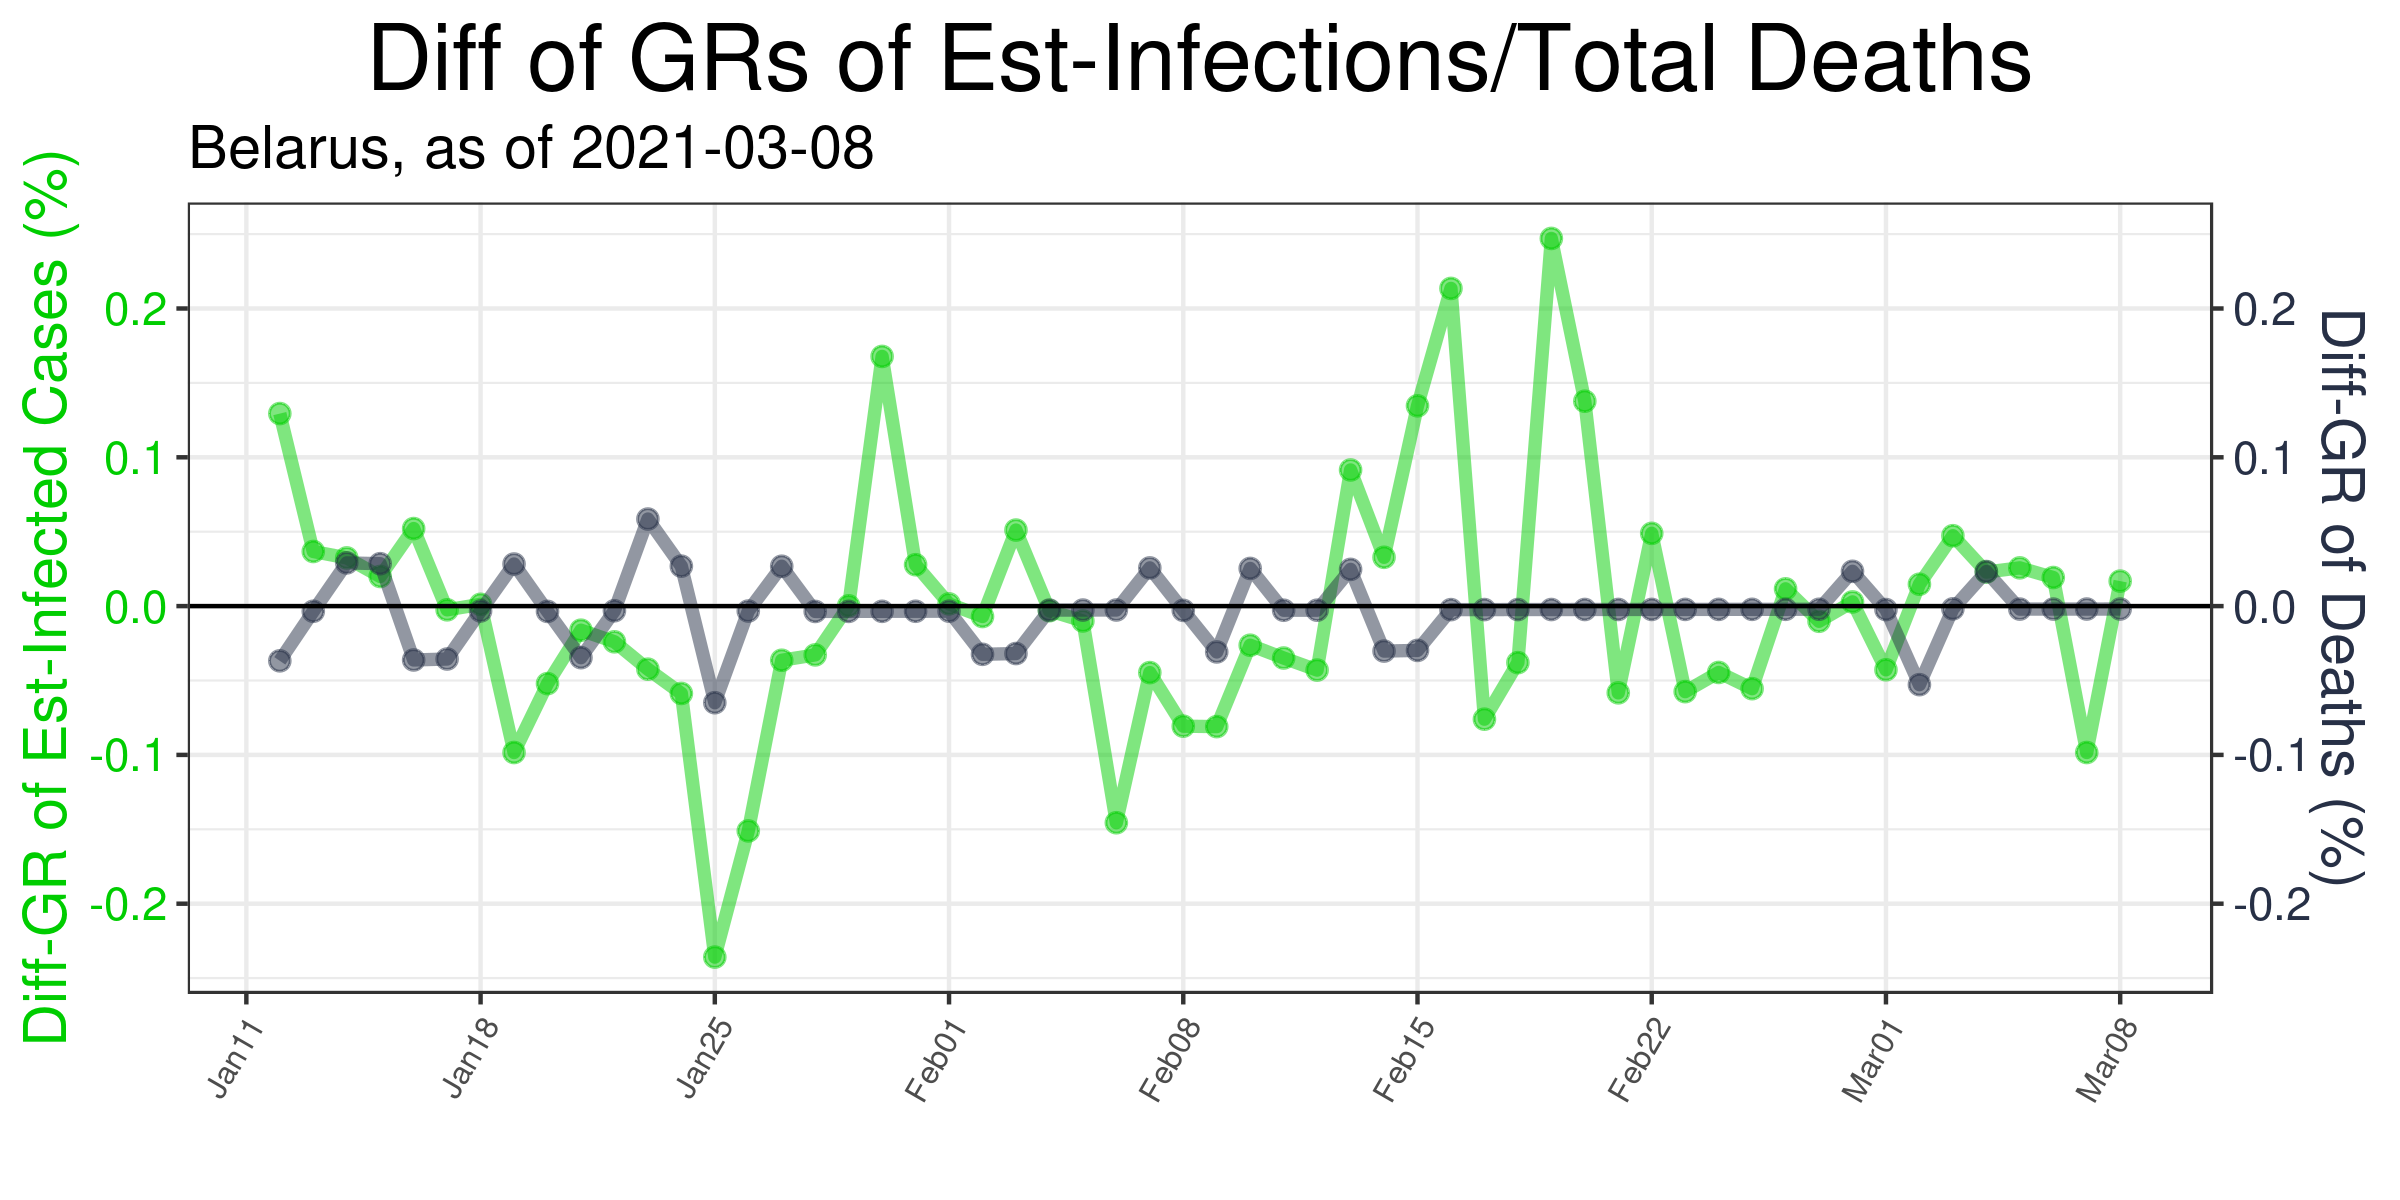 Diff of GRs of Est-Infections/Total Deaths
Belarus, as of 2021-03-08
Diff-GR of Est-Infected Cases (%)
0.2
0.1
0.0
-0.1
-0.2
0.2
0.1
0.0
-0.1
-0.2
Diff-GR of Deaths (%)
Jan11
Jan18
Jan25
Feb01
Feb08
Feb15
Feb22
Mar01
Mar08